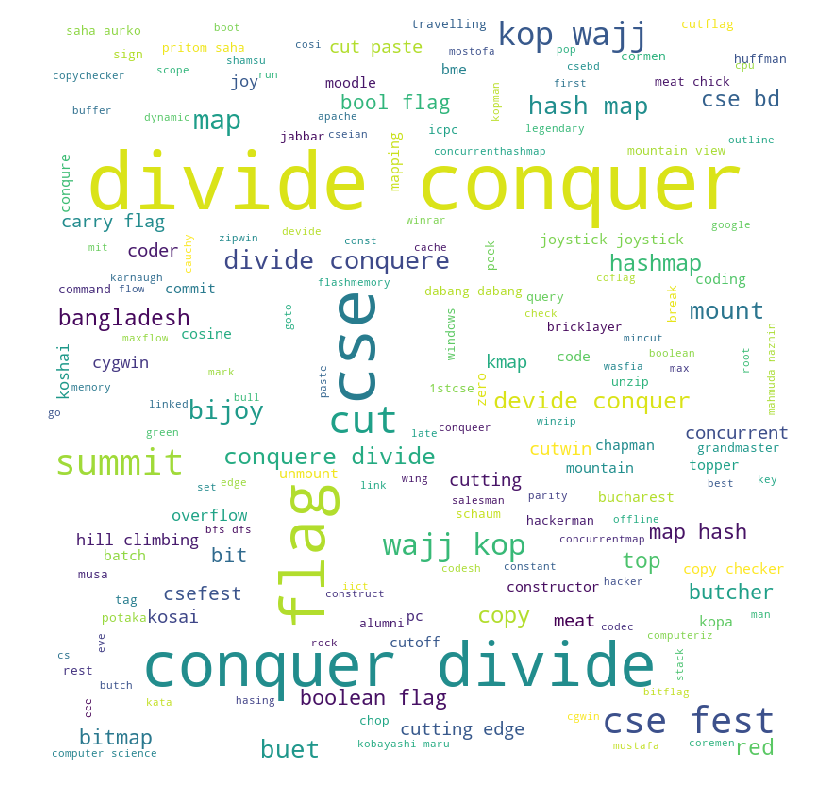 travelling
cutflag
saha aurko
boot
kop wajj
pritom saha
cosi
cut paste
mostofa
pop
cormen
sign
shamsu
huffman
copychecker
scope
run
joy
moodle
bme
csebd
first
meat chick
cpu
buffer
bool flag
kopman
hash map
cse bd
dynamic
map
apache
jabbar
cseian
icpc
legendary
outline
conqure
divide conquer
mapping
concurrenthashmap
mountain view
carry flag
winrar
google
mit
coder
cauchy
zipwin
devide
const
cache
pcek
joystick joystick
divide conquere
hashmap
karnaugh
flashmemory
ccflag
coding
command
flow
commit
dabang dabang
query
break
bangladesh
goto
cse
check
mount
maxflow
cosine
windows
bricklayer
mincut
koshai
cygwin
kmap
code
boolean
root
mahmuda naznin
mark
wasfia
max
memory
paste
1stcse
zero
unzip
go
linked
bijoy
bull
devide conquer
green
cut
late
conqueer
winzip
concurrent
summit
conquere divide
cutwin
chapman
grandmaster
unmount
wing
cutting
mountain
topper
set
edge
link
salesman
parity
bucharest
best
key
overflow
flag
schaum
hackerman
offline
bfs dfs
hill climbing
wajj kop
concurrentmap
map hash
batch
bit
top
copy checker
musa
codesh
constant
csefest
iict
construct
constructor
hacker
butcher
tag
potaka
kosai
alumni
pc
copy
meat
codec
kopa
man
eve
rock
cutoff
computeriz
cs
rest
conquer divide
stack
butch
ece
kata
hasing
boolean flag
bitflag
chop
cgwin
cse fest
bitmap
cutting edge
computer science
buet
kobayashi maru
mustafa
coremen
red